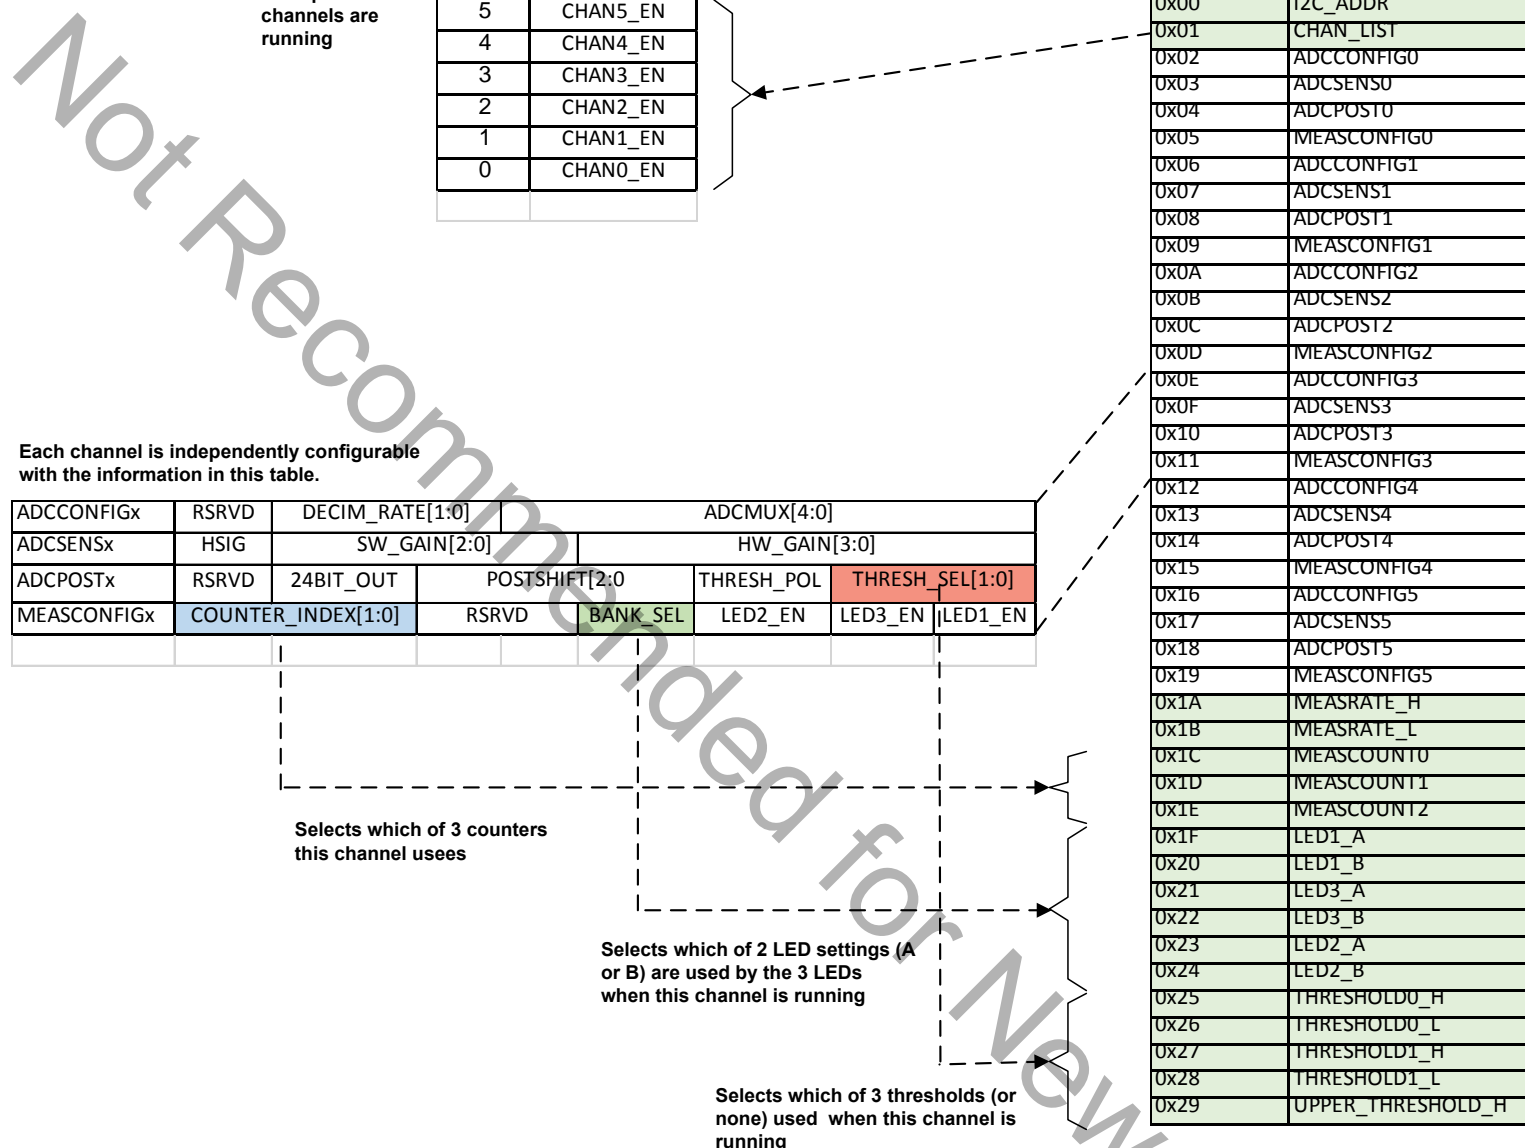 channels are
running
5 CHAN5_EN
4 CHAN4_EN
3 CHAN3_EN
2 CHAN2_EN
1 CHAN1_EN
0 CHAN0_EN
Each channel is independently configurable
with the information in this table.
ADCCONFIGx RSRVD DECIM_RATE[1:0] ADCMUX[4:0]
ADCSENSx HSIG SW_GAIN[2:0] HW_GAIN[3:0]
ADCPOSTx RSRVD 24BIT_OUT POSTSHIFT[2:0 THRESH_POL THRESH_SEL[1:0]
MEASCONFIGx COUNTER_INDEX[1:0] RSRVD BANK_SEL LED2_EN LED3_EN LED1_EN
Selects which of 3 counters
this channel usees
Selects which of 2 LED settings (A
or B) are used by the 3 LEDs
when this channel is running
Selects which of 3 thresholds (or
none) used when this channel is
running
0x00 I2C_ADDR
0x01 CHAN_LIST
0x02 ADCCONFIG0
0x03 ADCSENS0
0x04 ADCPOST0
0x05 MEASCONFIG0
0x06 ADCCONFIG1
0x07 ADCSENS1
0x08 ADCPOST1
0x09 MEASCONFIG1
0x0A ADCCONFIG2
0x0B ADCSENS2
0x0C ADCPOST2
0x0D MEASCONFIG2
0x0E ADCCONFIG3
0x0F ADCSENS3
0x10 ADCPOST3
0x11 MEASCONFIG3
0x12 ADCCONFIG4
0x13 ADCSENS4
0x14 ADCPOST4
0x15 MEASCONFIG4
0x16 ADCCONFIG5
0x17 ADCSENS5
0x18 ADCPOST5
0x19 MEASCONFIG5
0x1A MEASRATE_H
0x1B MEASRATE_L
0x1C MEASCOUNT0
0x1D MEASCOUNT1
0x1E MEASCOUNT2
0x1F LED1_A
0x20 LED1_B
0x21 LED3_A
0x22 LED3_B
0x23 LED2_A
0x24 LED2_B
0x25 THRESHOLD0_H
0x26 THRESHOLD0_L
0x27 THRESHOLD1_H
0x28 THRESHOLD1_L
0x29 UPPER_THRESHOLD_H
Not Recommended for New